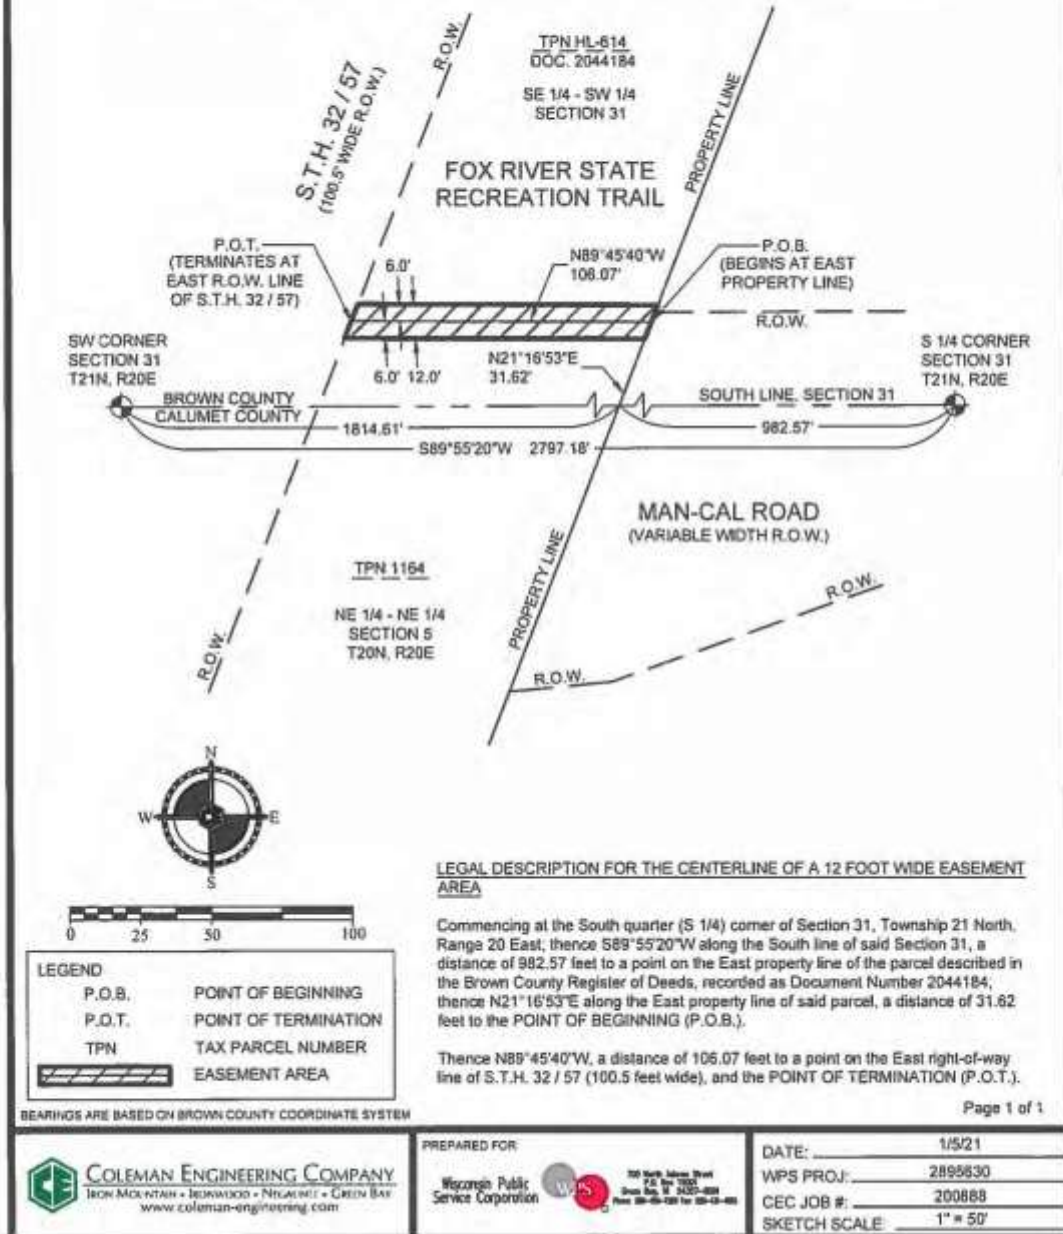 R.O.W.
TPN HL-614
DOC. 2044184
SE 1/4 - SW 1/4
SECTION 31
S.T.H. 32 / 57
(100.5' WIDE R.O.W.)
PROPERTY LINE
FOX RIVER STATE
RECREATION TRAIL
P.O.T.
(TERMINATES AT
EAST R.O.W. LINE
OF S.T.H. 32 / 57)
6.0'
N89°45'40"W
106.07'
P.O.B.
(BEGINS AT EAST
PROPERTY LINE)
R.O.W.
SW CORNER
SECTION 31
T21N, R20E
6.0' 12.0'
N21°16'53"E
31.62'
S 1/4 CORNER
SECTION 31
T21N, R20E
BROWN COUNTY
CALUMET COUNTY
SOUTH LINE, SECTION 31
1814.61'
982.57'
S89°55'20"W 2797.18'
MAN-CAL ROAD
(VARIABLE WIDTH R.O.W.)
PROPERTY LINE
TPN 1164
NE 1/4 - NE 1/4
SECTION 5
T20N, R20E
R.O.W.
R.O.W.
R.O.W.
N
W E
S
0 25 50 100
LEGEND
P.O.B. POINT OF BEGINNING
P.O.T. POINT OF TERMINATION
TPN TAX PARCEL NUMBER
EASEMENT AREA
BEARINGS ARE BASED ON BROWN COUNTY COORDINATE SYSTEM
LEGAL DESCRIPTION FOR THE CENTERLINE OF A 12 FOOT WIDE EASEMENT
AREA
Commencing at the South quarter (S 1/4) corner of Section 31, Township 21 North,
Range 20 East; thence S89°55'20"W along the South line of said Section 31, a
distance of 982.57 feet to a point on the East property line of the parcel described in
the Brown County Register of Deeds, recorded as Document Number 2044184;
thence N21°16'53"E along the East property line of said parcel, a distance of 31.62
feet to the POINT OF BEGINNING (P.O.B.).
Thence N89°45'40"W, a distance of 106.07 feet to a point on the East right-of-way
line of S.T.H. 32 / 57 (100.5 feet wide), and the POINT OF TERMINATION (P.O.T.).
Page 1 of 1
COLEMAN ENGINEERING COMPANY
IRON MOUNTAIN • IRONWOOD • NEGAUNEE • GREEN BAY
www.coleman-engineering.com
PREPARED FOR
Wisconsin Public
Service Corporation
WPS
DATE: 1/5/21
WPS PROJ: 2895630
CEC JOB #: 200888
SKETCH SCALE: 1" = 50'